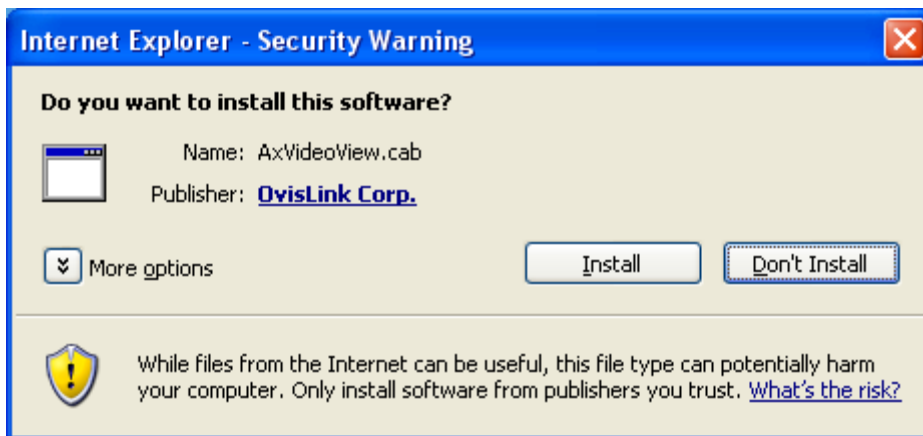 Internet Explorer - Security Warning
Do you want to install this software?
Name: AxVideoView.cab
Publisher: OvisLink Corp.
More options
Install
Don't Install
While files from the Internet can be useful, this file type can potentially harm
your computer. Only install software from publishers you trust. What's the risk?